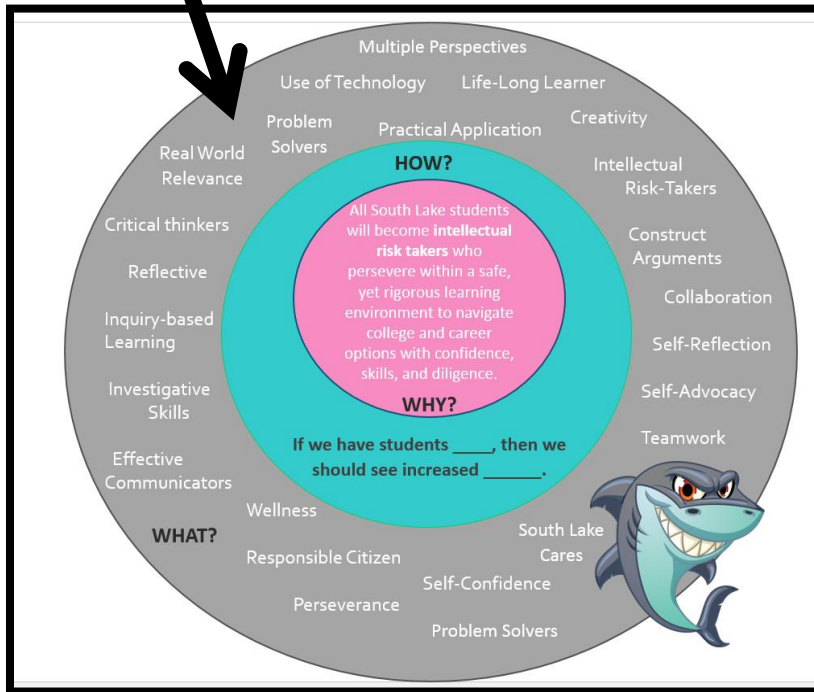 Multiple Perspectives
Use of Technology
Life-Long Learner
Problem
Solvers
Practical Application
Creativity
Real World
Relevance
HOW?
Intellectual
Risk-Takers
All South Lake students
will become intellectual
risk takers who
persevere within a safe,
yet rigorous learning
environment to navigate
college and career
options with confidence,
skills, and diligence.
WHY?
Critical thinkers
Construct
Arguments
Reflective
Collaboration
Inquiry-based
Learning
Self-Reflection
Investigative
Skills
Self-Advocacy
Teamwork
If we have students ____, then we
should see increased ______.
Effective
Communicators
Wellness
WHAT?
South Lake
Cares
Responsible Citizen
Self-Confidence
Perseverance
Problem Solvers